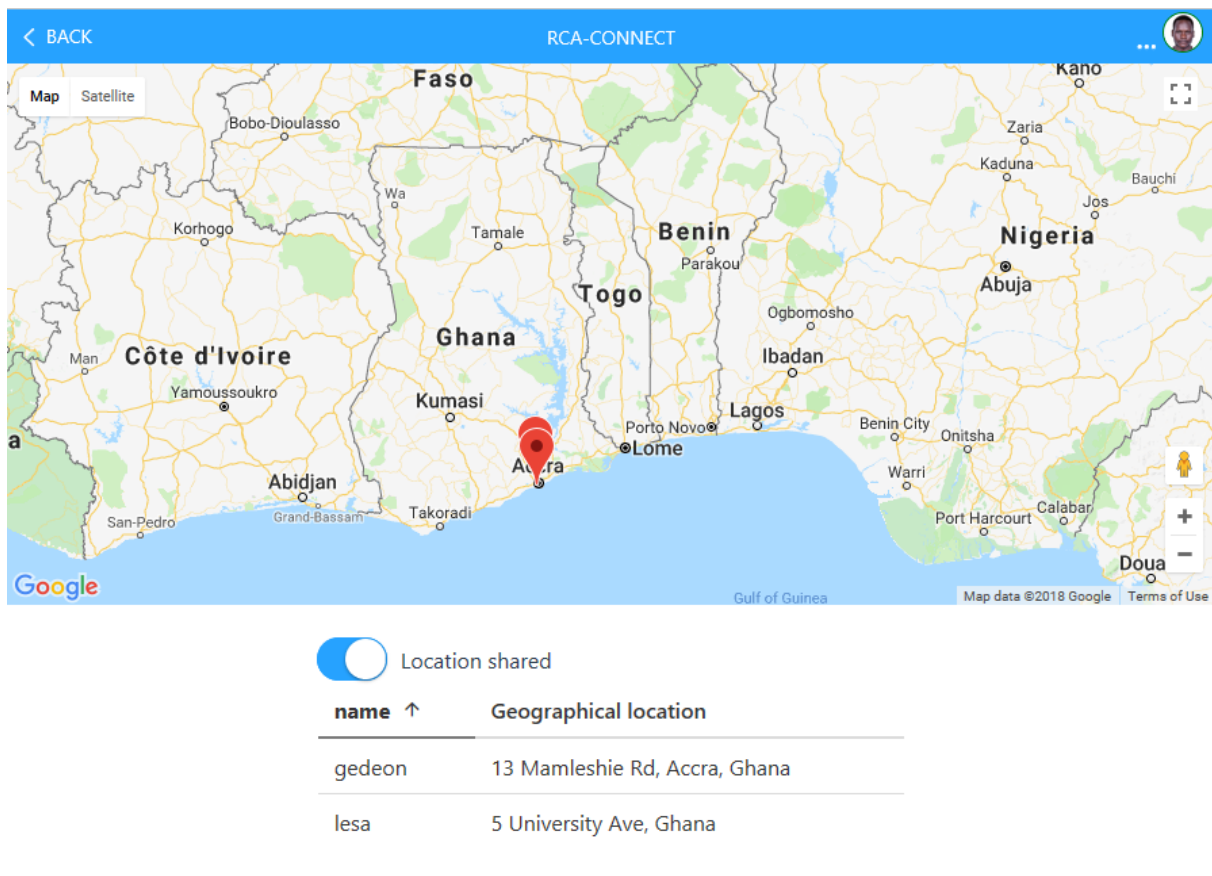 BACK
RCA-CONNECT
...
Map Satellite
Faso
Kano
Bobo-Dioulasso
Zaria
Kaduna
Bauchi
Wa
Jos
Korhogo
Tamale
Benin
Nigeria
Parakou
Abuja
Togo
Ogbomosho
Ghana
Man
Côte d'Ivoire
Ibadan
Yamoussoukro
Kumasi
Lagos
Porto Novo
Benin City
Onitsha
a
Lome
Accra
Warri
Abidjan
Takoradi
Calabar
San-Pedro
Grand-Bassam
Port Harcourt
Doua
Google
Gulf of Guinea
Map data ©2018 Google
Terms of Use
Location shared
name ↑ Geographical location
gedeon 13 Mamleshie Rd, Accra, Ghana
lesa 5 University Ave, Ghana